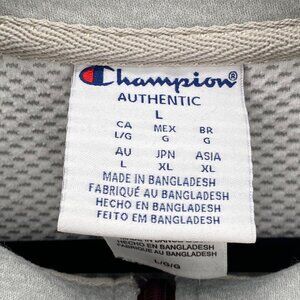 Champion®
AUTHENTIC
L
CA MEX BR
L/G G G
AU JPN ASIA
L XL XL
MADE IN BANGLADESH
FABRIQUÉ AU BANGLADESH
HECHO EN BANGLADESH
FEITO EM BANGLADESH
L/G/G